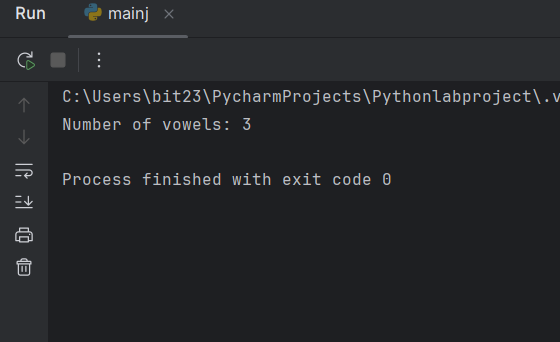 Run mainj
C:\Users\bit23\PycharmProjects\Pythonlabproject\.v
Number of vowels: 3
Process finished with exit code 0